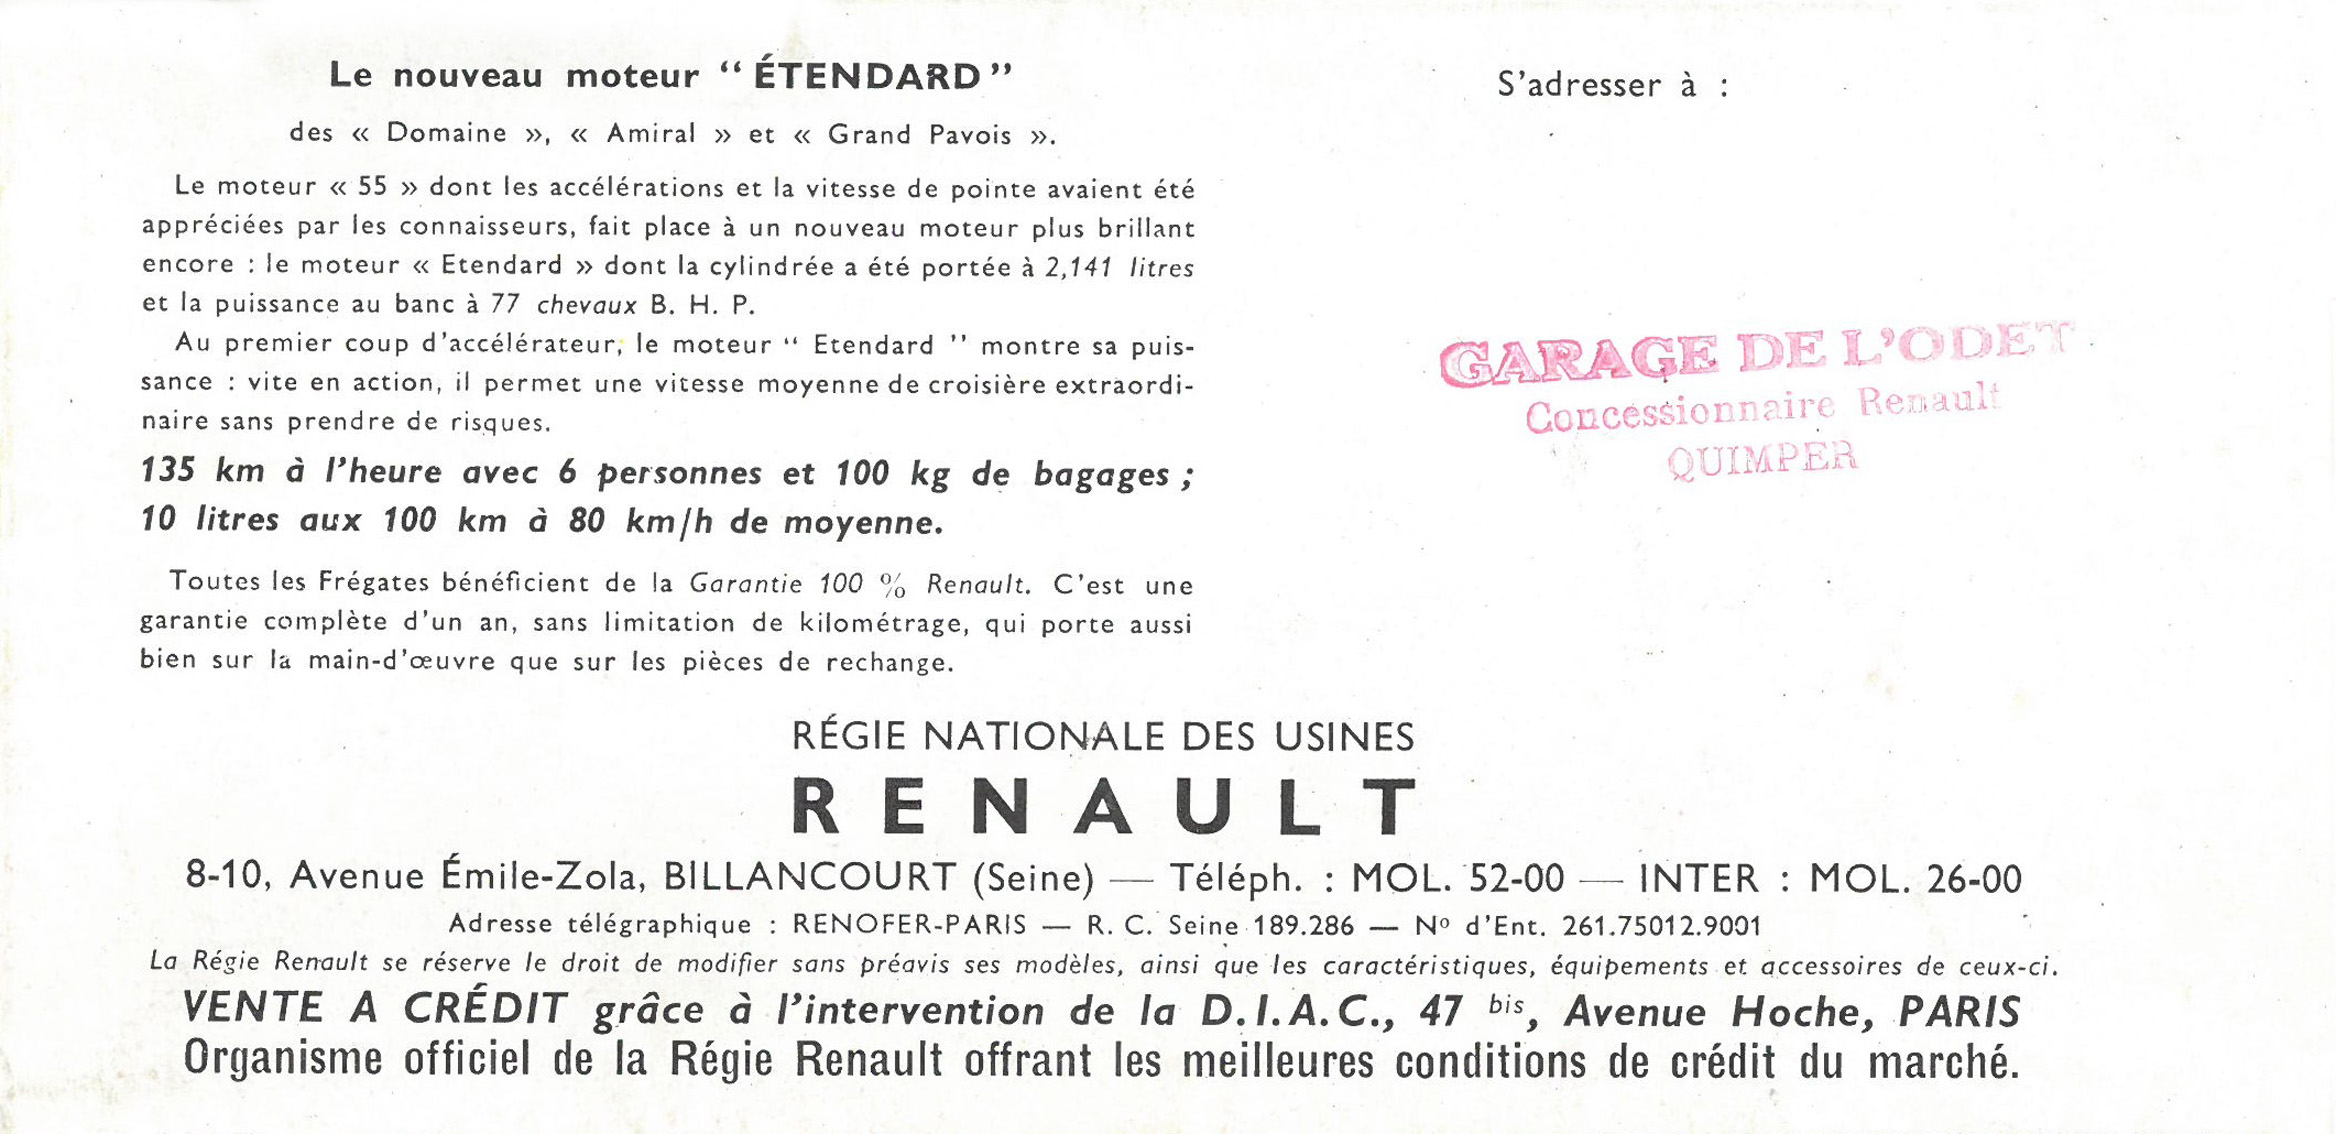 Le nouveau moteur “ ÉTENDARD ”
des « Domaine », « Amiral » et « Grand Pavois ».
Le moteur « 55 » dont les accélérations et la vitesse de pointe avaient été
appréciées par les connaisseurs, fait place à un nouveau moteur plus brillant
encore : le moteur « Etendard » dont la cylindrée a été portée à 2,141 litres
et la puissance au banc à 77 chevaux B. H. P.
Au premier coup d'accélérateur, le moteur “ Etendard ” montre sa puis-
sance : vite en action, il permet une vitesse moyenne de croisière extraordi-
naire sans prendre de risques.
135 km à l'heure avec 6 personnes et 100 kg de bagages ;
10 litres aux 100 km à 80 km/h de moyenne.
Toutes les Frégates bénéficient de la Garantie 100 % Renault. C'est une
garantie complète d'un an, sans limitation de kilométrage, qui porte aussi
bien sur la main-d'œuvre que sur les pièces de rechange.
S'adresser à :
GARAGE DE L'ODET
Concessionnaire Renault
QUIMPER
RÉGIE NATIONALE DES USINES
RENAULT
8-10, Avenue Émile-Zola, BILLANCOURT (Seine) — Téléph. : MOL. 52-00 — INTER : MOL. 26-00
Adresse télégraphique : RENOFER-PARIS — R. C. Seine 189.286 — Nº d'Ent. 261.75012.9001
La Régie Renault se réserve le droit de modifier sans préavis ses modèles, ainsi que les caractéristiques, équipements et accessoires de ceux-ci.
VENTE A CRÉDIT grâce à l'intervention de la D.I.A.C., 47 bis, Avenue Hoche, PARIS
Organisme officiel de la Régie Renault offrant les meilleures conditions de crédit du marché.